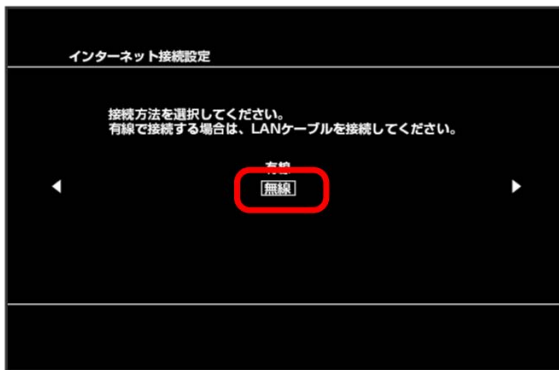 インターネット接続設定
接続方法を選択してください。
有線で接続する場合は、LANケーブルを接続してください。
有線
無線